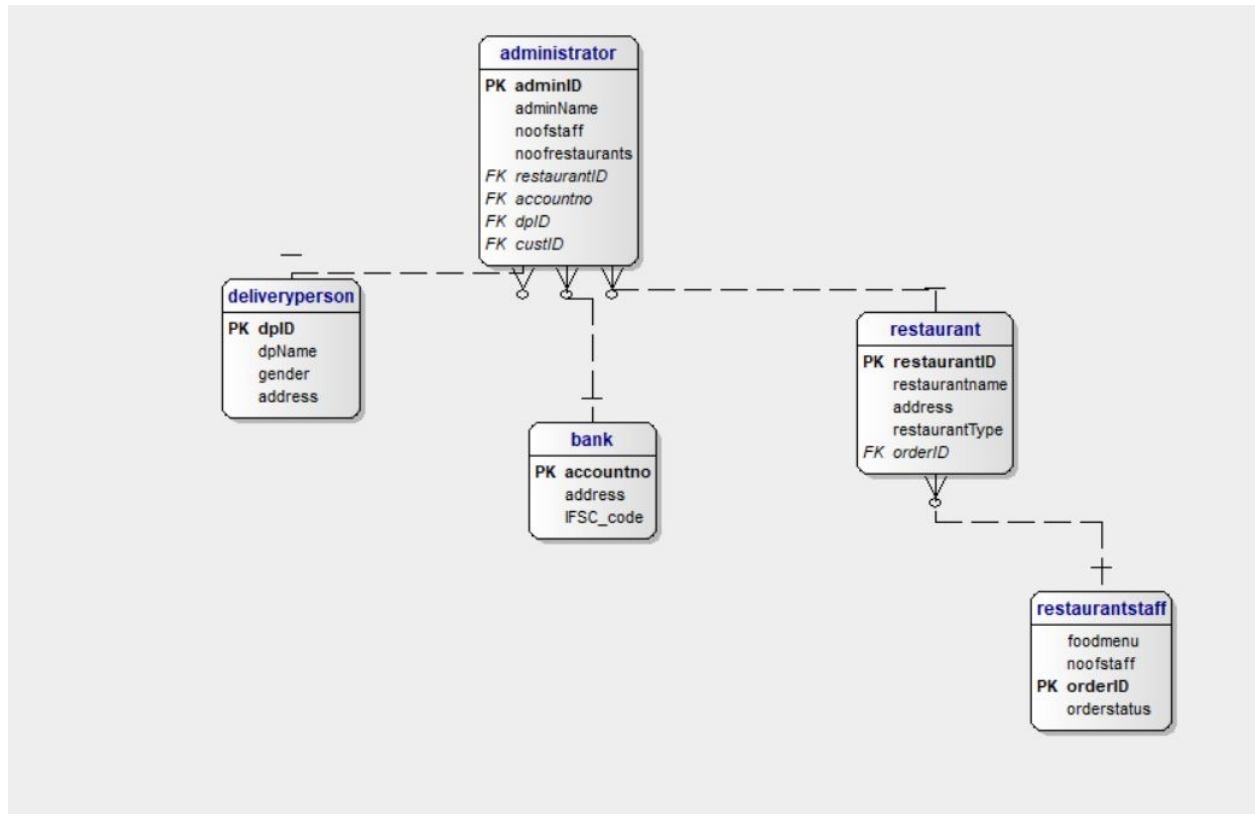 administrator
PK adminID
adminName
noofstaff
noofrestaurants
FK restaurantID
FK accountno
FK dpID
FK custID
deliveryperson
PK dpID
dpName
gender
address
bank
PK accountno
address
IFSC_code
restaurant
PK restaurantID
restaurantname
address
restaurantType
FK orderID
restaurantstaff
foodmenu
noofstaff
PK orderID
orderstatus